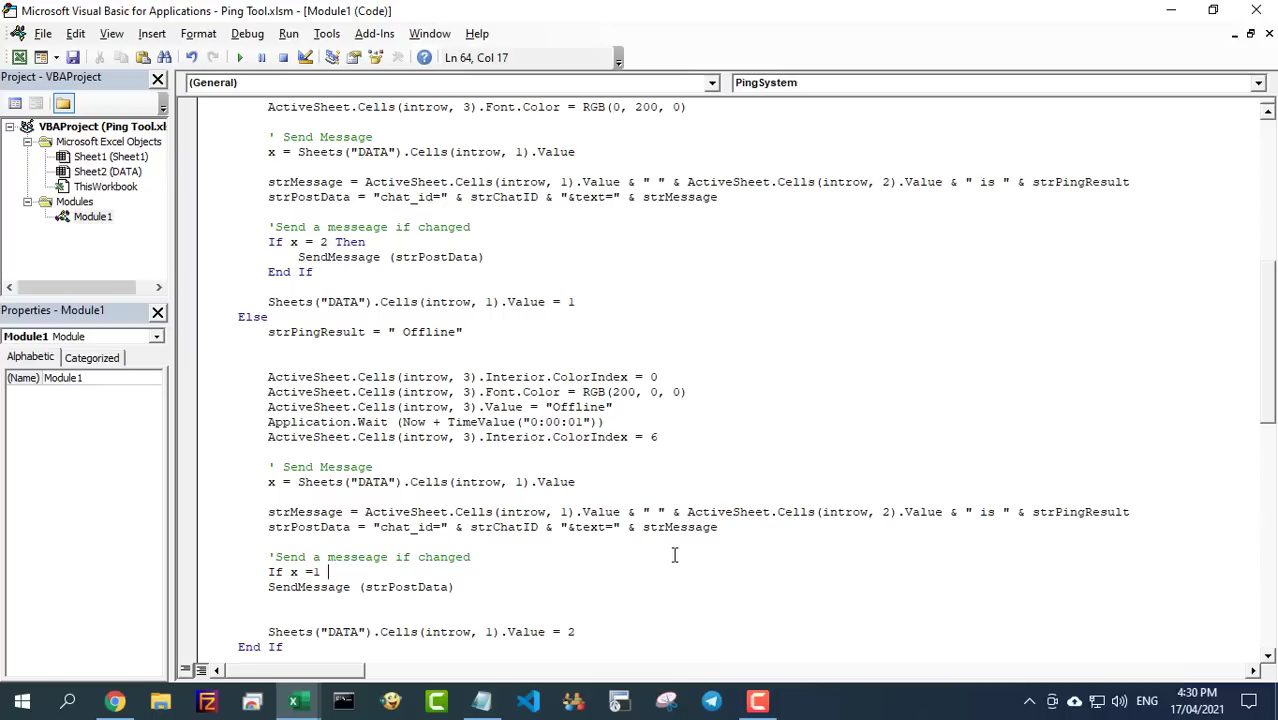 Microsoft Visual Basic for Applications - Ping Tool.xlsm - [Module1 (Code)]
File Edit View Insert Format Debug Run Tools Add-Ins Window Help
Ln 64, Col 17
Project - VBAProject
(General)
PingSystem
VBAProject (Ping Tool.xl
Microsoft Excel Objects
Sheet1 (Sheet1)
Sheet2 (DATA)
ThisWorkbook
Modules
Module1
Properties - Module1
Module1 Module
Alphabetic Categorized
(Name) Module1
ActiveSheet.Cells(introw, 3).Font.Color = RGB(0, 200, 0)
' Send Message
x = Sheets("DATA").Cells(introw, 1).Value
strMessage = ActiveSheet.Cells(introw, 1).Value & " " & ActiveSheet.Cells(introw, 2).Value & " is " & strPingResult
strPostData = "chat_id=" & strChatID & "&text=" & strMessage
'Send a messeage if changed
If x = 2 Then
SendMessage (strPostData)
End If
Sheets("DATA").Cells(introw, 1).Value = 1
Else
strPingResult = " Offline"
ActiveSheet.Cells(introw, 3).Interior.ColorIndex = 0
ActiveSheet.Cells(introw, 3).Font.Color = RGB(200, 0, 0)
ActiveSheet.Cells(introw, 3).Value = "Offline"
Application.Wait (Now + TimeValue("0:00:01"))
ActiveSheet.Cells(introw, 3).Interior.ColorIndex = 6
' Send Message
x = Sheets("DATA").Cells(introw, 1).Value
strMessage = ActiveSheet.Cells(introw, 1).Value & " " & ActiveSheet.Cells(introw, 2).Value & " is " & strPingResult
strPostData = "chat_id=" & strChatID & "&text=" & strMessage
'Send a messeage if changed
If x =1
SendMessage (strPostData)
Sheets("DATA").Cells(introw, 1).Value = 2
End If
ENG
4:30 PM
17/04/2021